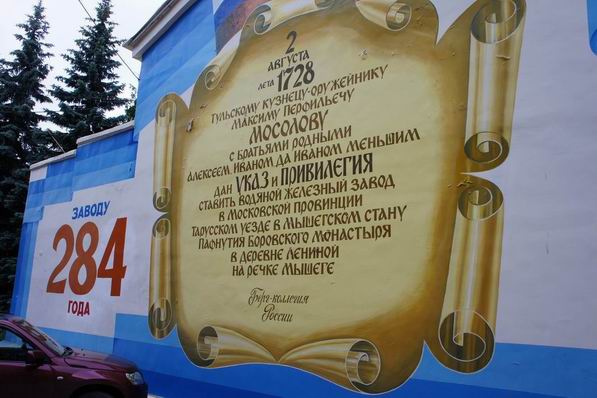 2
АВГУСТА
ЛЕТА 1728
ТУЛЬСКОМУ КУЗНЕЦУ-ОРУЖЕЙНИКУ
МАКСИМУ ПЕРФИЛЬЕЧУ
МОСОЛОВУ
С БРАТЬЯМИ РОДНЫМИ
АЛЕКСЕЕМ, ИВАНОМ, ДА ИВАНОМ МЕНЬШИМ
ДАН УКАЗ И ПРИВИЛЕГИЯ
СТАВИТЬ ВОДЯНОЙ ЖЕЛЕЗНЫЙ ЗАВОД
В МОСКОВСКОЙ ПРОВИНЦИИ
ТАРУССКОМ УЕЗДЕ В МЫШЕГСКОМ СТАНУ
ПАФНУТИЯ БОРОВСКОГО МОНАСТЫРЯ
В ДЕРЕВНЕ ЛЕНИНОЙ
НА РЕЧКЕ МЫШЕГЕ
Берг-коллегия
России
ЗАВОДУ
284
ГОДА